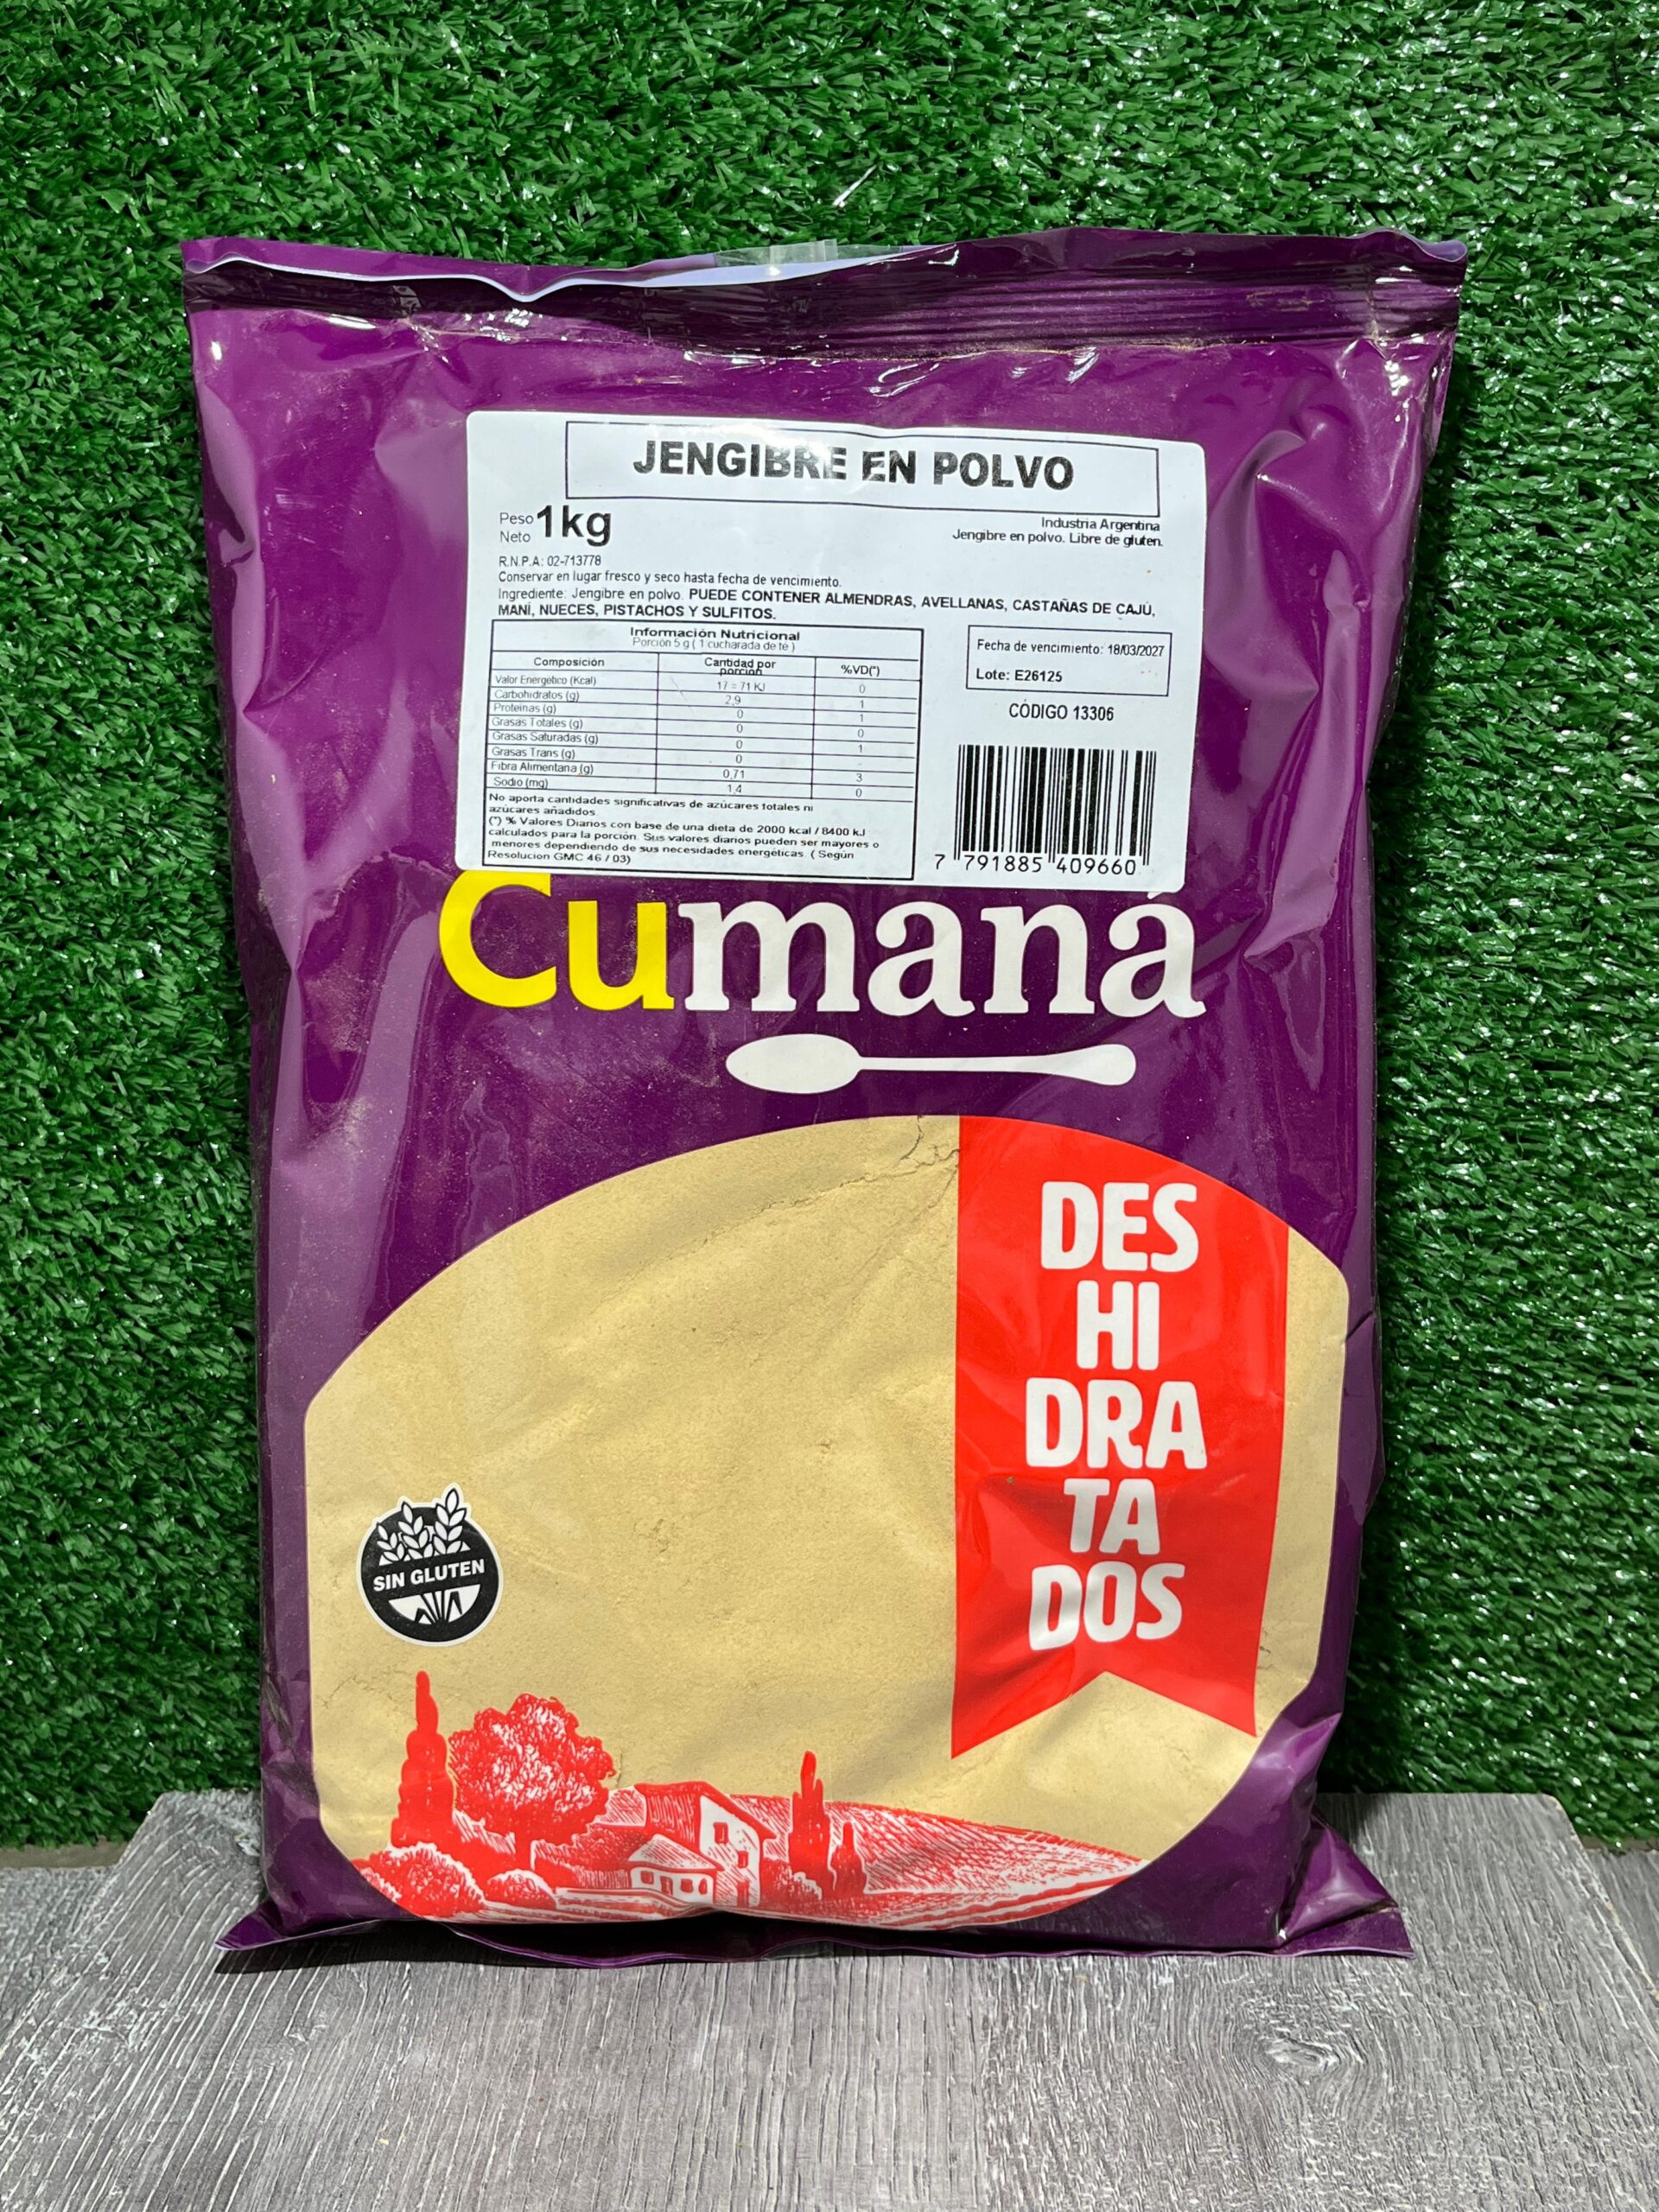 JENGIBRE EN POLVO
Peso Neto 1kg
Industria Argentina
Jengibre en polvo. Libre de gluten.
R.N.P.A: 02-713778
Conservar en lugar fresco y seco hasta fecha de vencimiento.
Ingrediente: Jengibre en polvo. PUEDE CONTENER ALMENDRAS, AVELLANAS, CASTAÑAS DE CAJÚ,
MANÍ, NUECES, PISTACHOS Y SULFITOS.
Información Nutricional
Porción 5 g ( 1 cucharada de té )
Composición Cantidad por porción %VD(*)
Valor Energético (Kcal) 17 = 71 KJ 0
Carbohidratos (g) 2,9 1
Proteinas (g) 0 1
Grasas Totales (g) 0 0
Grasas Saturadas (g) 0 1
Grasas Trans (g) 0 -
Fibra Alimentaria (g) 0,71 3
Sodio (mg) 1,4 0
No aporta cantidades significativas de azúcares totales ni
azúcares añadidos.
(*) % Valores Diarios con base de una dieta de 2000 kcal / 8400 kJ
calculados para la porción. Sus valores diarios pueden ser mayores o
menores dependiendo de sus necesidades energéticas. ( Según
Resolucion GMC 46 / 03)
Fecha de vencimiento: 18/03/2027
Lote: E26125
CÓDIGO 13306
7 791885 409660
Cumaná
DES
HI
DRA
TA
DOS
SIN GLUTEN